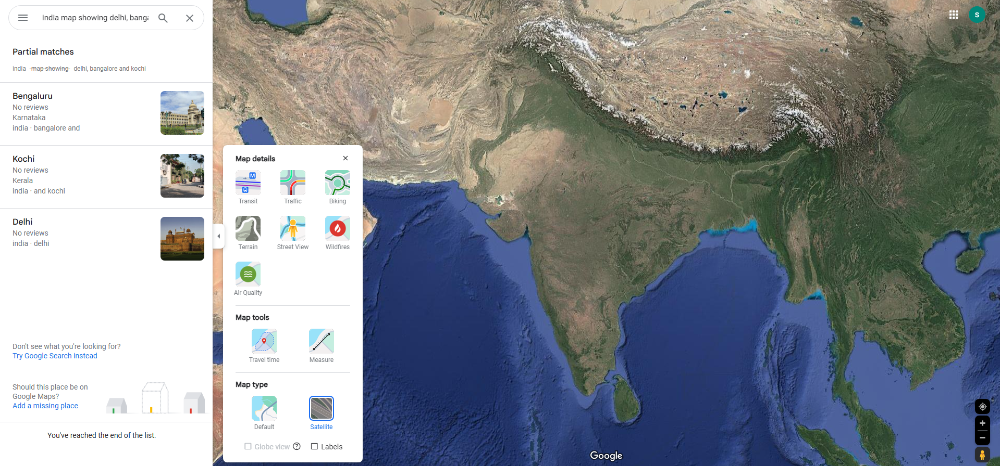 india map showing delhi, banga
S
Partial matches
india map showing delhi, bangalore and kochi
Bengaluru
No reviews
Karnataka
india · bangalore and
Kochi
No reviews
Kerala
india · and kochi
Delhi
No reviews
india · delhi
Don't see what you're looking for?
Try Google Search instead
Should this place be on
Google Maps?
Add a missing place
You've reached the end of the list.
Map details
M
Transit Traffic Biking
Terrain Street View Wildfires
Air Quality
Map tools
Travel time Measure
Map type
Default Satellite
Globe view ? Labels
Google